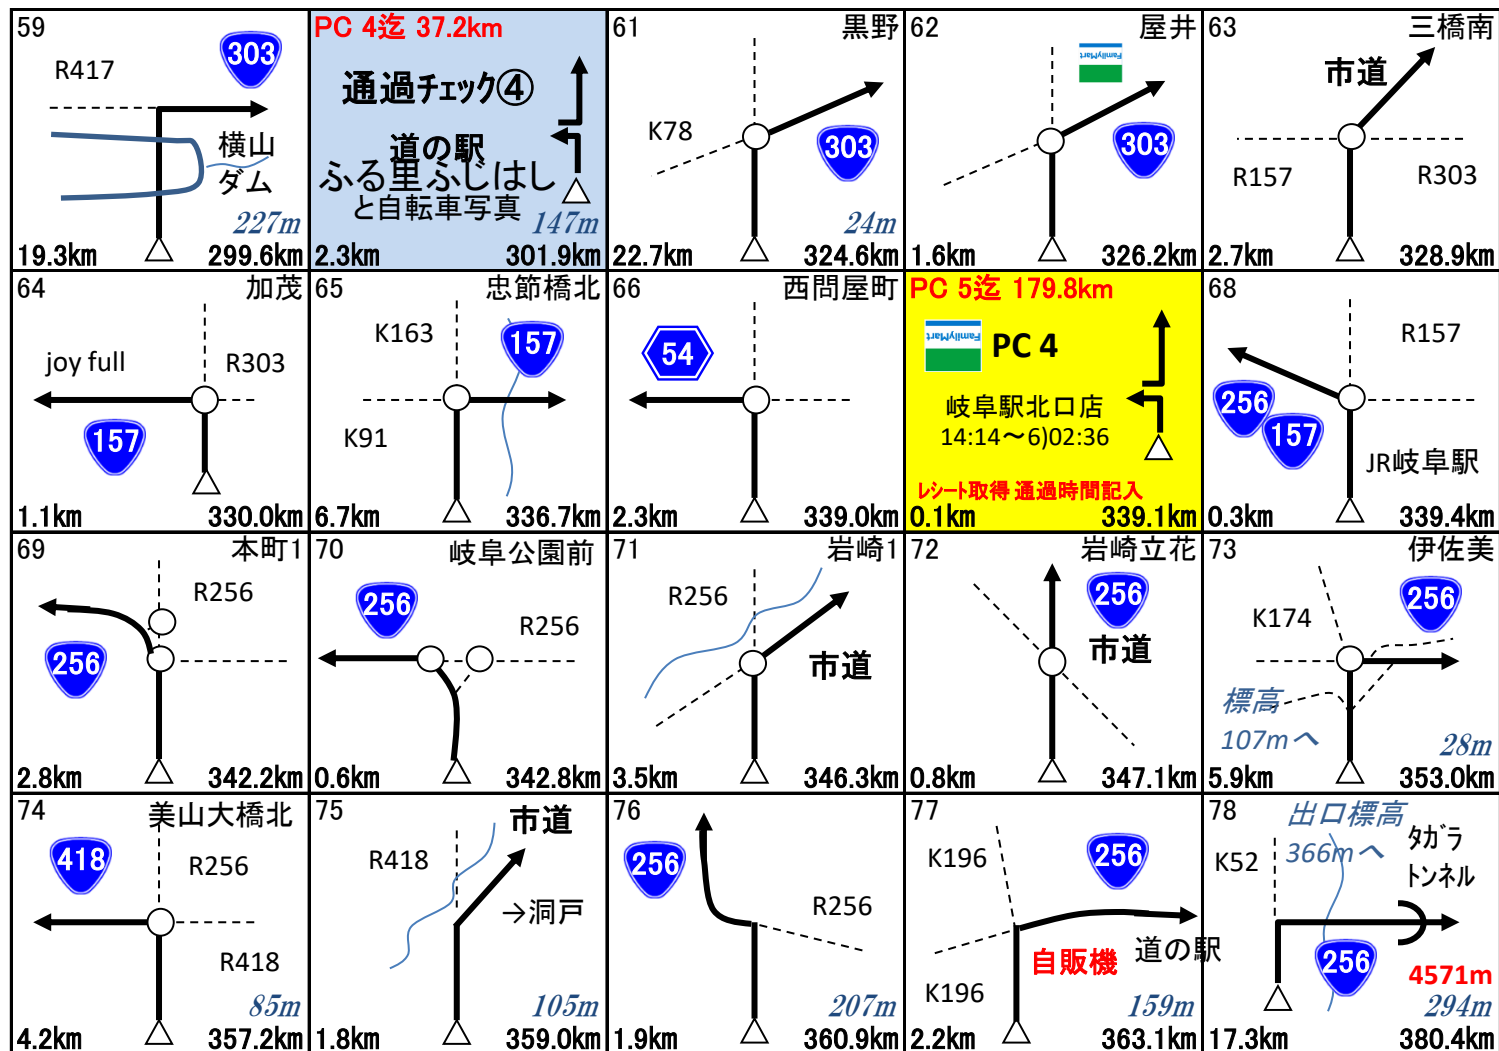 59
R417
303
横山
ダム
227m
19.3km
299.6km
PC 4迄 37.2km
通過チェック④
道の駅
ふる里ふじはし
と自転車写真
147m
2.3km
301.9km
61
黒野
K78
303
24m
22.7km
324.6km
62
屋井
FamilyMart
303
1.6km
326.2km
63
三橋南
市道
R157
R303
2.7km
328.9km
64
加茂
joy full
R303
157
1.1km
330.0km
65
忠節橋北
K163
157
K91
6.7km
336.7km
66
西問屋町
54
2.3km
339.0km
PC 5迄 179.8km
FamilyMart
PC 4
岐阜駅北口店
14:14～6)02:36
レシート取得 通過時間記入
0.1km
339.1km
68
R157
256
157
JR岐阜駅
0.3km
339.4km
69
本町1
R256
256
2.8km
342.2km
70
岐阜公園前
256
R256
0.6km
342.8km
71
岩崎1
R256
市道
3.5km
346.3km
72
岩崎立花
256
市道
0.8km
347.1km
73
伊佐美
256
K174
標高
107mへ
28m
5.9km
353.0km
74
美山大橋北
418
R256
R418
85m
4.2km
357.2km
75
市道
R418
→洞戸
105m
1.8km
359.0km
76
256
R256
207m
1.9km
360.9km
77
K196
256
自販機
道の駅
K196
159m
2.2km
363.1km
78
出口標高
366mへ
K52
タガラ
トンネル
256
4571m
294m
17.3km
380.4km